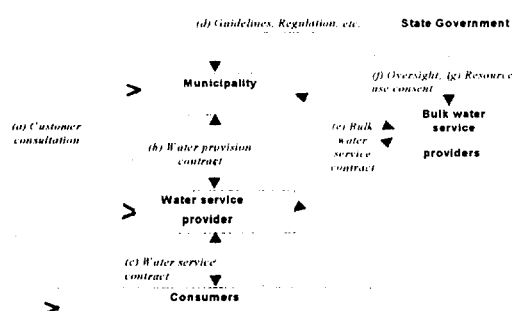 (d) Guidelines, Regulation, etc.
State Government
Municipality
(f) Oversight, (g) Resource
use consent
Bulk water
service
providers
(a) Customer
consultation
(b) Water provision
contract
(e) Bulk
water
service
contract
Water service
provider
(c) Water service
contract
Consumers